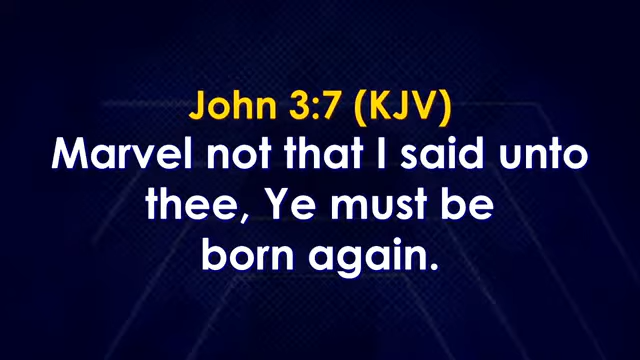 John 3:7 (KJV)
Marvel not that I said unto
thee, Ye must be
born again.